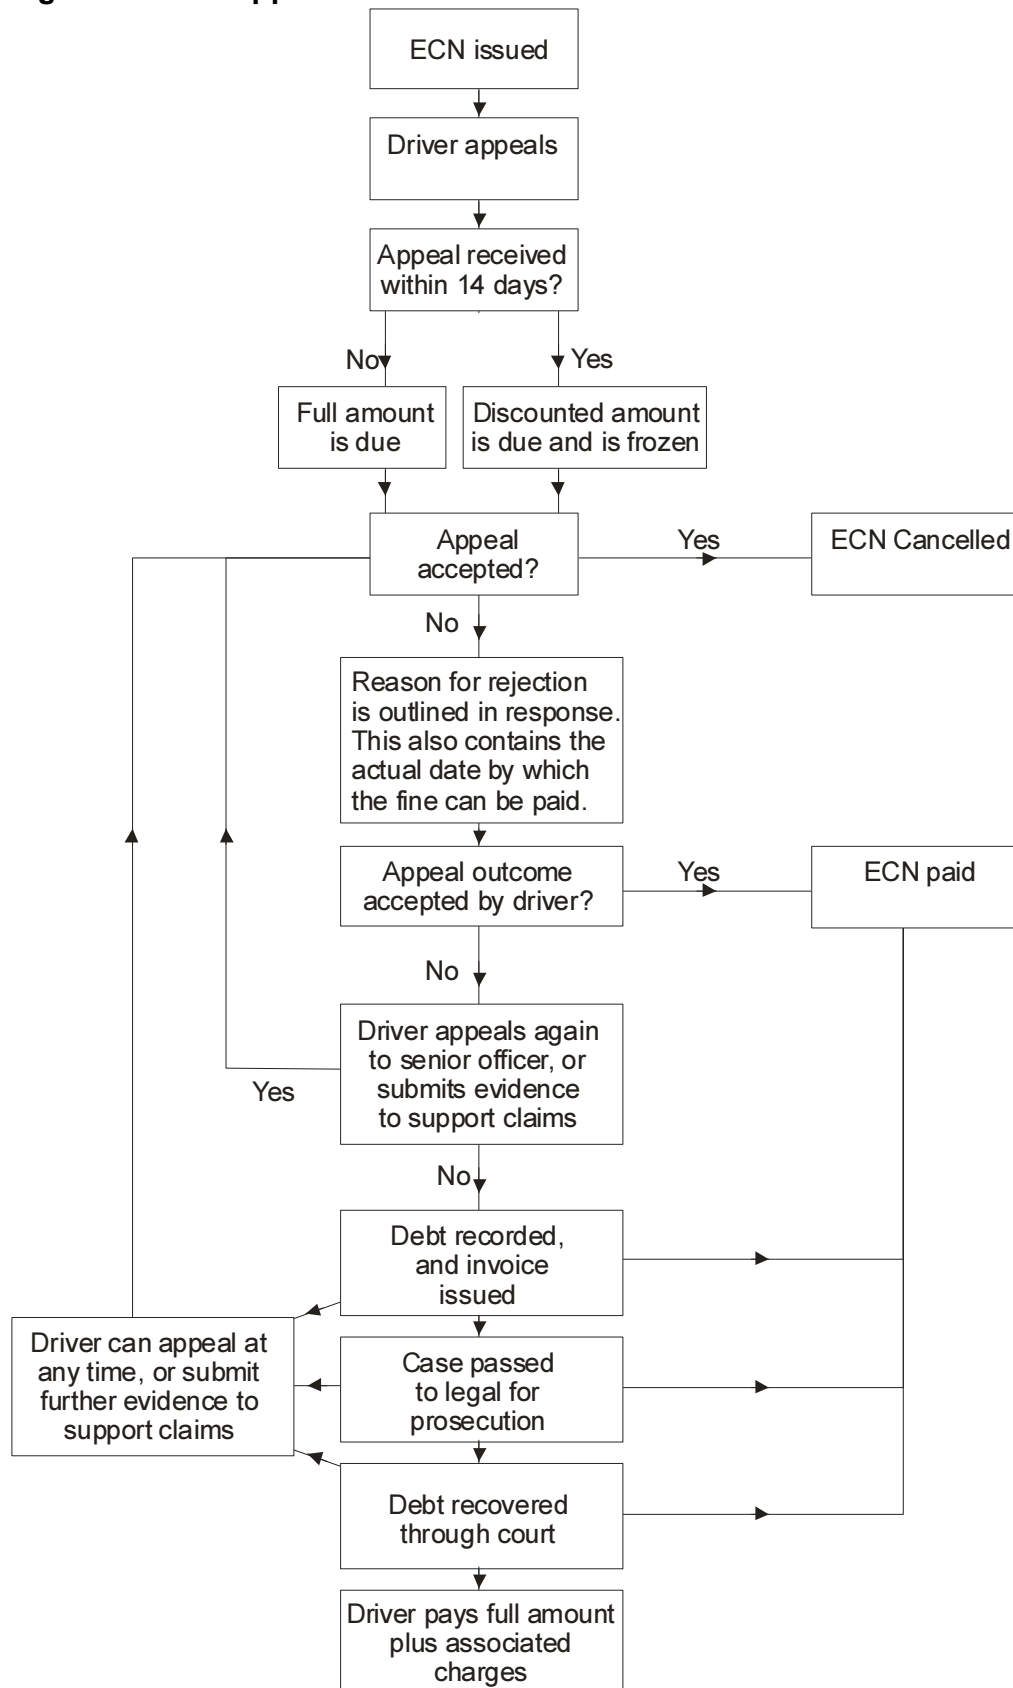 ECN issued
Driver appeals
Appeal received
within 14 days?
No
Yes
Full amount
is due
Discounted amount
is due and is frozen
Appeal
accepted?
Yes
ECN Cancelled
No
Reason for rejection
is outlined in response.
This also contains the
actual date by which
the fine can be paid.
Appeal outcome
accepted by driver?
Yes
ECN paid
No
Driver appeals again
to senior officer, or
submits evidence
to support claims
Yes
No
Debt recorded,
and invoice
issued
Driver can appeal at
any time, or submit
further evidence to
support claims
Case passed
to legal for
prosecution
Debt recovered
through court
Driver pays full amount
plus associated
charges